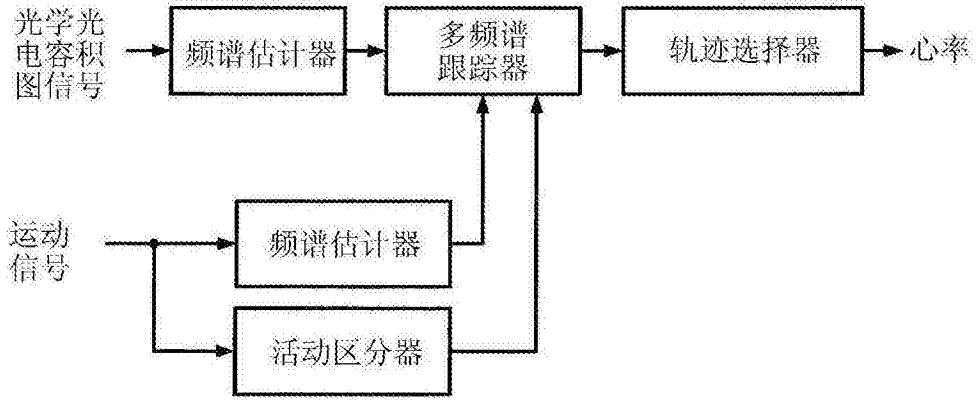 光学光
电容积
图信号
频谱估计器
多频谱
跟踪器
轨迹选择器
心率
运动
信号
频谱估计器
活动区分器